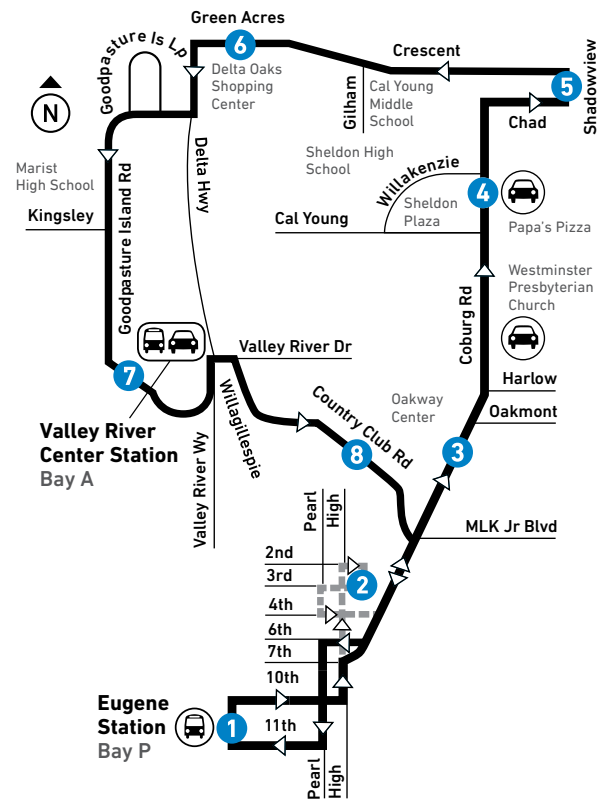 Green Acres
Goodpasture Is Lp
6
Crescent
Delta Oaks
Shopping
Center
Gilham
Cal Young
Middle
School
5
Shadowview
N
Chad
Sheldon High
School
Delta Hwy
Marist
High School
Willakenzie
4
Kingsley
Goodpasture Island Rd
Sheldon
Plaza
Cal Young
Papa's Pizza
Westminster
Presbyterian
Church
Coburg Rd
Valley River Dr
7
Harlow
Willagillespie
Country Club Rd
Oakway
Center
Oakmont
Valley River
Center Station
Bay A
Valley River Wy
8
3
Pearl
High
MLK Jr Blvd
2nd
3rd
2
4th
6th
7th
10th
Eugene
Station
Bay P
1
11th
Pearl
High